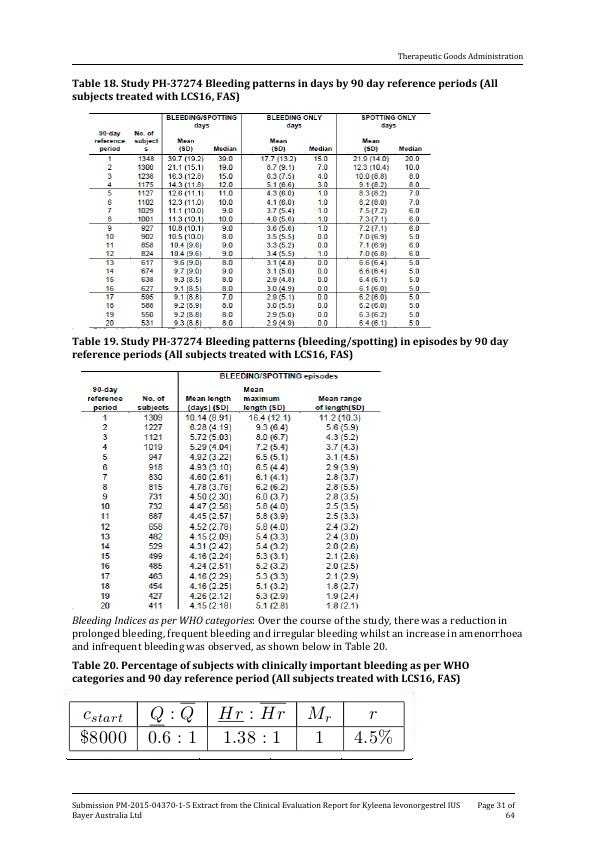 Therapeutic Goods Administration
Table 18. Study PH-37274 Bleeding patterns in days by 90 day reference periods (All
subjects treated with LCS16, FAS)
BLEEDING/SPOTTING days BLEEDING ONLY days SPOTTING ONLY days
90-day reference period No. of subjects Mean (SD) Median Mean (SD) Median Mean (SD) Median
1 1348 39.7 (19.2) 39.0 17.7 (13.2) 15.0 21.9 (14.0) 20.0
2 1300 21.1 (15.1) 19.0 8.7 (9.1) 7.0 12.3 (10.4) 10.0
3 1238 16.3 (12.8) 15.0 6.3 (7.5) 4.0 10.0 (8.8) 8.0
4 1175 14.3 (11.8) 12.0 5.1 (6.6) 3.0 9.1 (8.2) 8.0
5 1127 12.6 (11.1) 11.0 4.3 (6.0) 1.0 8.3 (8.2) 7.0
6 1102 12.3 (11.0) 10.0 4.1 (6.0) 1.0 8.2 (8.0) 7.0
7 1029 11.1 (10.0) 9.0 3.7 (5.4) 1.0 7.5 (7.2) 6.0
8 1001 11.3 (10.1) 10.0 4.0 (5.6) 1.0 7.3 (7.1) 6.0
9 927 10.8 (10.1) 9.0 3.6 (5.6) 1.0 7.2 (7.1) 6.0
10 902 10.5 (10.0) 8.0 3.5 (5.5) 0.0 7.0 (6.9) 5.0
11 858 10.4 (9.6) 9.0 3.3 (5.2) 0.0 7.1 (6.9) 6.0
12 824 10.4 (9.6) 9.0 3.4 (5.5) 1.0 7.0 (6.8) 6.0
13 617 9.6 (9.0) 8.0 3.1 (4.8) 0.0 6.6 (6.4) 5.0
14 674 9.7 (9.0) 9.0 3.1 (5.0) 0.0 6.6 (6.4) 5.0
15 638 9.3 (8.5) 8.0 2.9 (4.8) 0.0 6.4 (6.1) 5.0
16 627 9.1 (8.5) 8.0 3.0 (4.9) 0.0 6.1 (6.0) 5.0
17 595 9.1 (8.8) 7.0 2.9 (5.1) 0.0 6.2 (6.0) 5.0
18 588 9.2 (8.9) 8.0 3.0 (5.5) 0.0 6.2 (6.0) 5.0
19 550 9.2 (8.8) 8.0 2.9 (5.0) 0.0 6.3 (6.2) 5.0
20 531 9.3 (8.8) 8.0 2.9 (4.9) 0.0 6.4 (6.1) 5.0
Table 19. Study PH-37274 Bleeding patterns (bleeding/spotting) in episodes by 90 day
reference periods (All subjects treated with LCS16, FAS)
BLEEDING/SPOTTING episodes
90-day reference period No. of subjects Mean length (days) (SD) Mean maximum length (SD) Mean range of length(SD)
1 1309 10.14 (8.91) 16.4 (12.1) 11.2 (10.3)
2 1227 6.28 (4.19) 9.3 (6.4) 5.6 (5.9)
3 1121 5.72 (5.03) 8.0 (6.7) 4.3 (5.2)
4 1019 5.29 (4.04) 7.2 (5.4) 3.7 (4.3)
5 947 4.92 (3.22) 6.5 (5.1) 3.1 (4.5)
6 918 4.93 (3.10) 6.5 (4.4) 2.9 (3.9)
7 830 4.60 (2.61) 6.1 (4.1) 2.8 (3.7)
8 815 4.78 (3.76) 6.2 (6.2) 2.8 (5.5)
9 731 4.50 (2.30) 6.0 (3.7) 2.8 (3.5)
10 732 4.47 (2.56) 5.8 (4.0) 2.5 (3.5)
11 687 4.45 (2.57) 5.8 (3.9) 2.5 (3.3)
12 658 4.52 (2.78) 5.8 (4.0) 2.4 (3.2)
13 482 4.15 (2.09) 5.4 (3.3) 2.4 (3.0)
14 529 4.31 (2.42) 5.4 (3.2) 2.0 (2.6)
15 499 4.16 (2.24) 5.3 (3.1) 2.1 (2.6)
16 485 4.24 (2.51) 5.2 (3.2) 2.0 (2.5)
17 463 4.16 (2.29) 5.3 (3.3) 2.1 (2.9)
18 454 4.16 (2.25) 5.1 (3.2) 1.8 (2.7)
19 427 4.26 (2.12) 5.3 (2.9) 1.9 (2.4)
20 411 4.15 (2.18) 5.1 (2.8) 1.8 (2.1)
Bleeding Indices as per WHO categories: Over the course of the study, there was a reduction in
prolonged bleeding, frequent bleeding and irregular bleeding whilst an increase in amenorrhoea
and infrequent bleeding was observed, as shown below in Table 20.
Table 20. Percentage of subjects with clinically important bleeding as per WHO
categories and 90 day reference period (All subjects treated with LCS16, FAS)
c_start Q : Q Hr : Hr M_r r
$8000 0.6 : 1 1.38 : 1 1 4.5%
Submission PM-2015-04370-1-5 Extract from the Clinical Evaluation Report for Kyleena levonorgestrel IUS Page 31 of
Bayer Australia Ltd 64